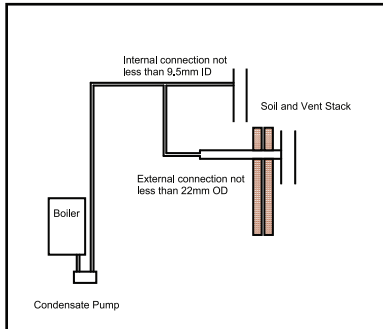 Internal connection not
less than 9.5mm ID
Soil and Vent Stack
External connection not
less than 22mm OD
Boiler
Condensate Pump